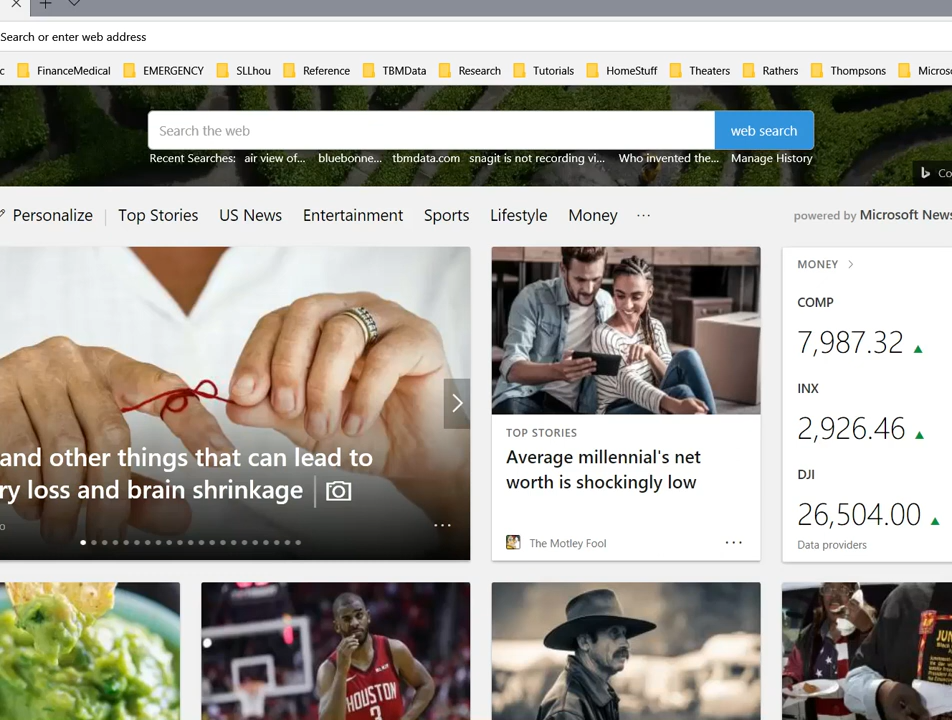 Search or enter web address
c FinanceMedical EMERGENCY SLLhou Reference TBMData Research Tutorials HomeStuff Theaters Rathers Thompsons Micros
Search the web
web search
Recent Searches: air view of... bluebonne... tbmdata.com snagit is not recording vi... Who invented the... Manage History
Co
Personalize Top Stories US News Entertainment Sports Lifestyle Money ...
powered by Microsoft News
and other things that can lead to
ry loss and brain shrinkage
o
TOP STORIES
Average millennial's net
worth is shockingly low
The Motley Fool
MONEY
COMP
7,987.32
INX
2,926.46
DJI
26,504.00
Data providers
HOUSTON
3
JUN